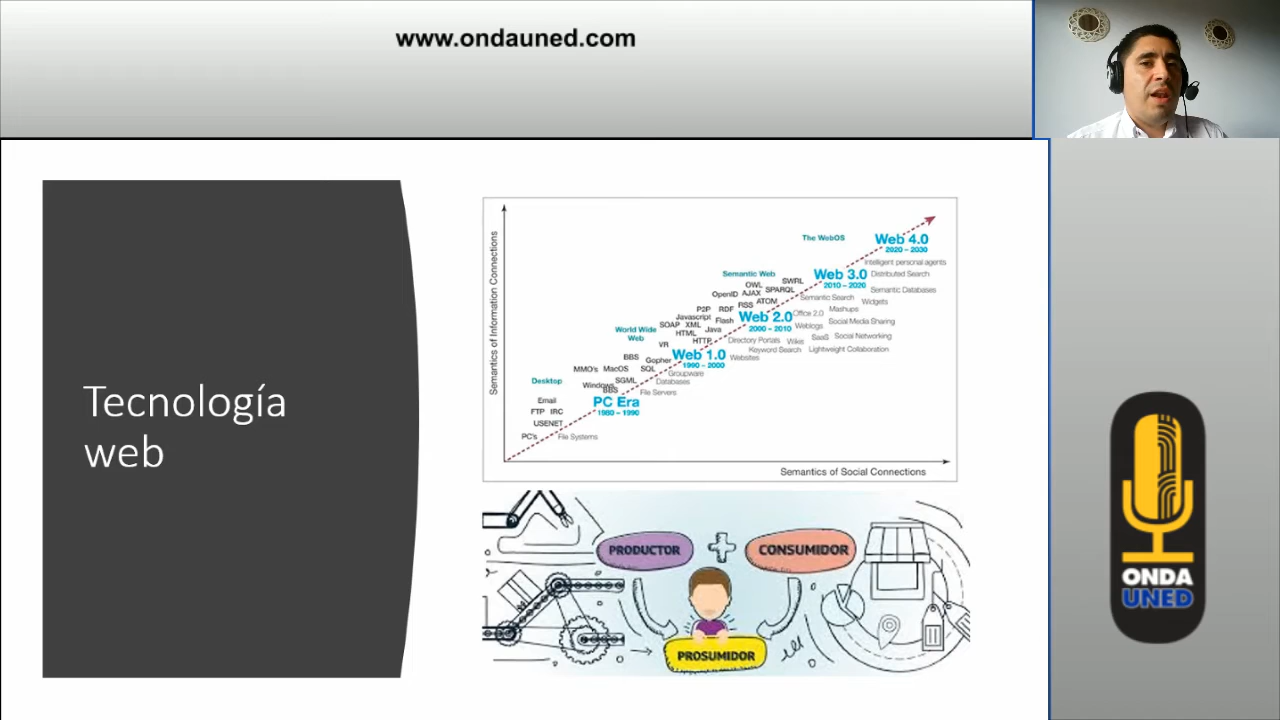 www.ondauned.com
Tecnología
web
Semantics of Information Connections
Semantics of Social Connections
The WebOS
Web 4.0
2020 – 2030
Intelligent personal agents
Semantic Web
SWRL
Web 3.0
2010 – 2020
Distributed Search
OWL
SPARQL
OpenID
AJAX
Semantic Search
Semantic Databases
ATOM
Widgets
P2P
RDF
RSS
Office 2.0
Mashups
Javascript
Flash
Web 2.0
2000 – 2010
Weblogs
Social Media Sharing
World Wide
Web
SOAP
XML
Java
HTML
SaaS
Social Networking
HTTP
Directory Portals
Wikis
VR
Keyword Search
Lightweight Collaboration
BBS
Gopher
Web 1.0
1990 – 2000
Websites
MMO's
MacOS
SQL
Groupware
Desktop
SGML
Databases
Windows
BBS
File Servers
Email
PC Era
1980 – 1990
FTP
IRC
USENET
PC's
File Systems
PRODUCTOR
CONSUMIDOR
PROSUMIDOR
ONDA
UNED